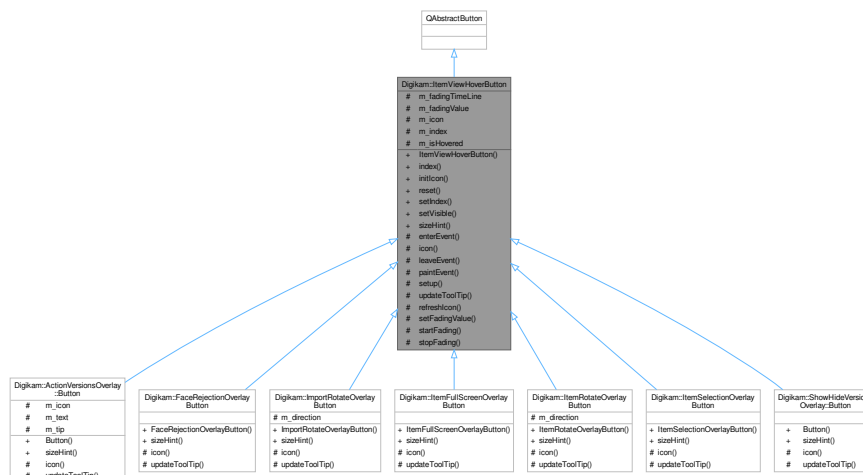 QAbstractButton
Digikam::ItemViewHoverButton
# m_fadingTimeLine
# m_fadingValue
# m_icon
# m_index
# m_isHovered
+ ItemViewHoverButton()
+ index()
+ initIcon()
+ reset()
+ setIndex()
+ setVisible()
+ sizeHint()
# enterEvent()
# icon()
# leaveEvent()
# paintEvent()
# setup()
# updateToolTip()
# refreshIcon()
# setFadingValue()
# startFading()
# stopFading()
Digikam::ActionVersionsOverlay
::Button
# m_icon
# m_text
# m_tip
+ Button()
+ sizeHint()
# icon()
# updateToolTip()
Digikam::FaceRejectionOverlay
Button
+ FaceRejectionOverlayButton()
+ sizeHint()
# icon()
# updateToolTip()
Digikam::ImportRotateOverlay
Button
# m_direction
+ ImportRotateOverlayButton()
+ sizeHint()
# icon()
# updateToolTip()
Digikam::ItemFullScreenOverlay
Button
+ ItemFullScreenOverlayButton()
+ sizeHint()
# icon()
# updateToolTip()
Digikam::ItemRotateOverlay
Button
# m_direction
+ ItemRotateOverlayButton()
+ sizeHint()
# icon()
# updateToolTip()
Digikam::ItemSelectionOverlay
Button
+ ItemSelectionOverlayButton()
+ sizeHint()
# icon()
# updateToolTip()
Digikam::ShowHideVersi
Overlay::Button
+ Button()
+ sizeHint()
# icon()
# updateToolTip()